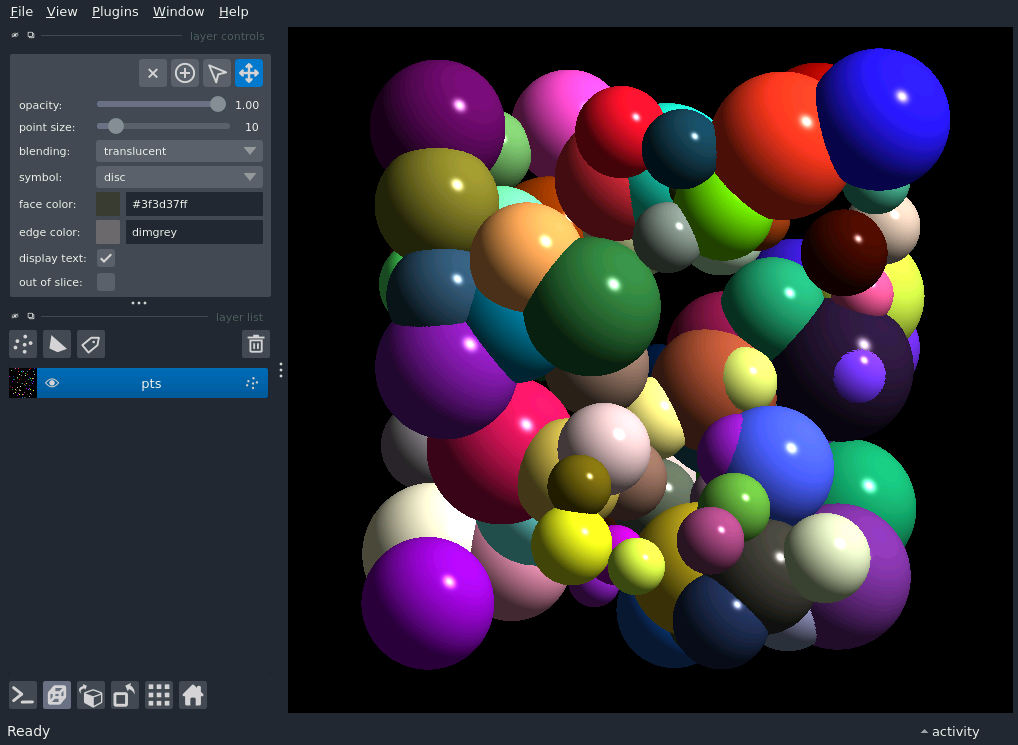 File View Plugins Window Help
layer controls
opacity: 1.00
point size: 10
blending: translucent
symbol: disc
face color: #3f3d37ff
edge color: dimgrey
display text:
out of slice:
layer list
pts
Ready
activity